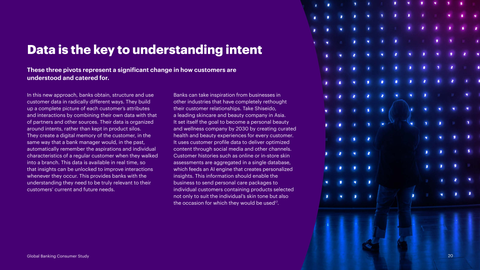 Data is the key to understanding intent
These three pivots represent a significant change in how customers are
understood and catered for.
In this new approach, banks obtain, structure and use
customer data in radically different ways. They build
up a complete picture of each customer's attributes
and interactions by combining their own data with that
of partners and other sources. Their data is organized
around intents, rather than kept in product silos.
They create a digital memory of the customer, in the
same way that a bank manager would, in the past,
automatically remember the aspirations and individual
characteristics of a regular customer when they walked
into a branch. This data is available in real time, so
that insights can be unlocked to improve interactions
whenever they occur. This provides banks with the
understanding they need to be truly relevant to their
customers' current and future needs.
Banks can take inspiration from businesses in
other industries that have completely rethought
their customer relationships. Take Shiseido,
a leading skincare and beauty company in Asia.
It set itself the goal to become a personal beauty
and wellness company by 2030 by creating curated
health and beauty experiences for every customer.
It uses customer profile data to deliver optimized
content through social media and other channels.
Customer histories such as online or in-store skin
assessments are aggregated in a single database,
which feeds an AI engine that creates personalized
insights. This information should enable the
business to send personal care packages to
individual customers containing products selected
not only to suit the individual's skin tone but also
the occasion for which they would be used
Global Banking Consumer Study
20